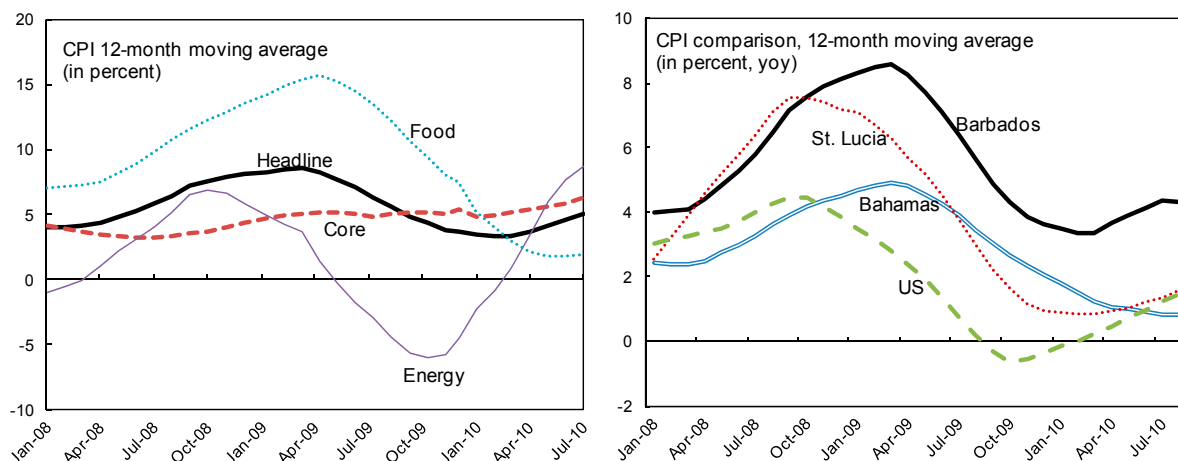 CPI 12-month moving average
(in percent)
20
15
10
5
0
-5
-10
Food
Headline
Core
Energy
Jan-08
Apr-08
Jul-08
Oct-08
Jan-09
Apr-09
Jul-09
Oct-09
Jan-10
Apr-10
Jul-10
CPI comparison, 12-month moving average
(in percent, yoy)
10
8
6
4
2
0
-2
Barbados
St. Lucia
Bahamas
US
Jan-08
Apr-08
Jul-08
Oct-08
Jan-09
Apr-09
Jul-09
Oct-09
Jan-10
Apr-10
Jul-10